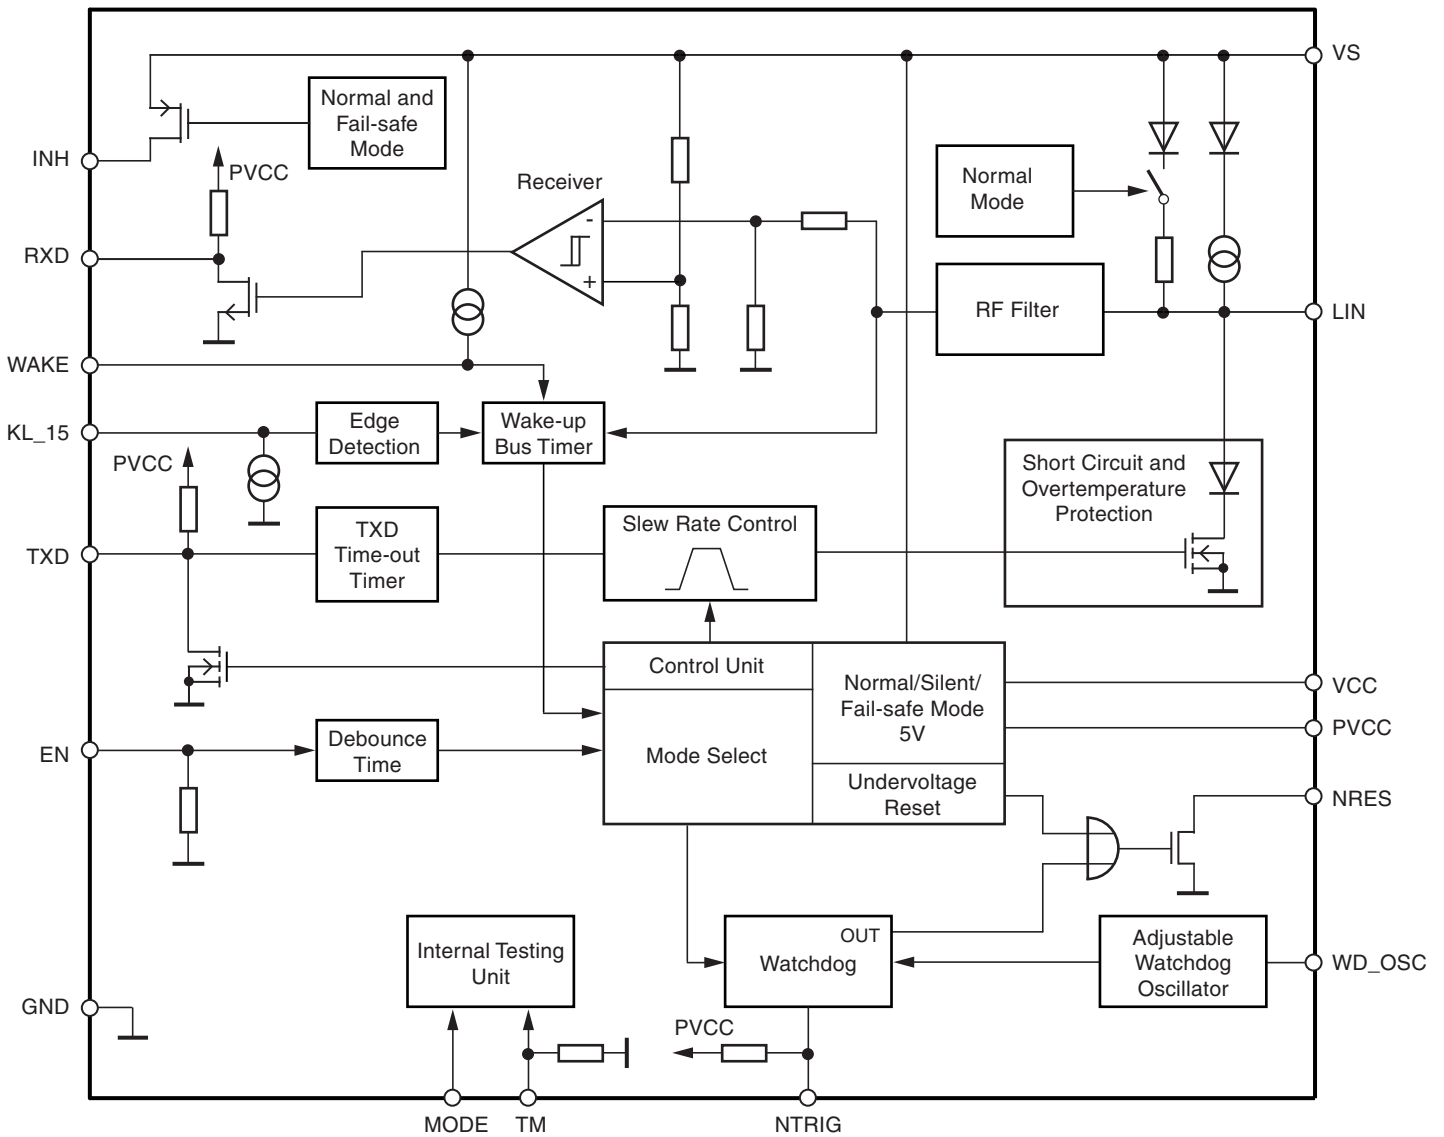 VS
Normal and
Fail-safe
Mode
INH
PVCC
Receiver
Normal
Mode
-
RXD
+
RF Filter
LIN
WAKE
KL_15
Edge
Detection
Wake-up
Bus Timer
PVCC
Short Circuit and
Overtemperature
Protection
TXD
TXD
Time-out
Timer
Slew Rate Control
Control Unit
Normal/Silent/
Fail-safe Mode
5V
VCC
PVCC
EN
Debounce
Time
Mode Select
Undervoltage
Reset
NRES
Internal Testing
Unit
OUT
Watchdog
Adjustable
Watchdog
Oscillator
WD_OSC
GND
PVCC
MODE
TM
NTRIG